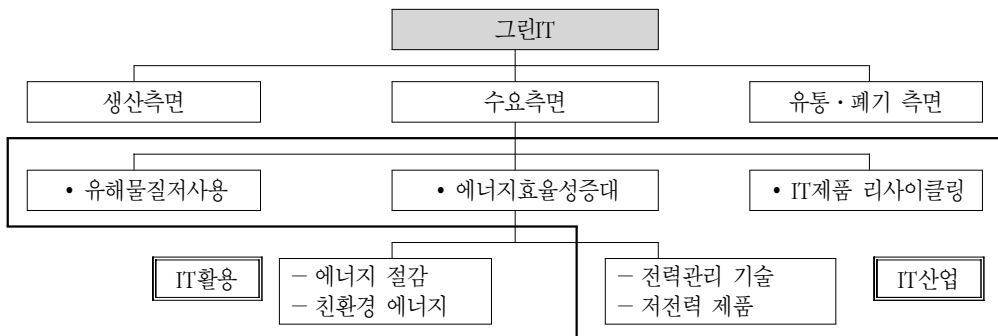 그린IT
생산측면
수요측면
유통·폐기 측면
• 유해물질저사용
• 에너지효율성증대
• IT제품 리사이클링
IT활용
- 에너지 절감
- 친환경 에너지
- 전력관리 기술
- 저전력 제품
IT산업